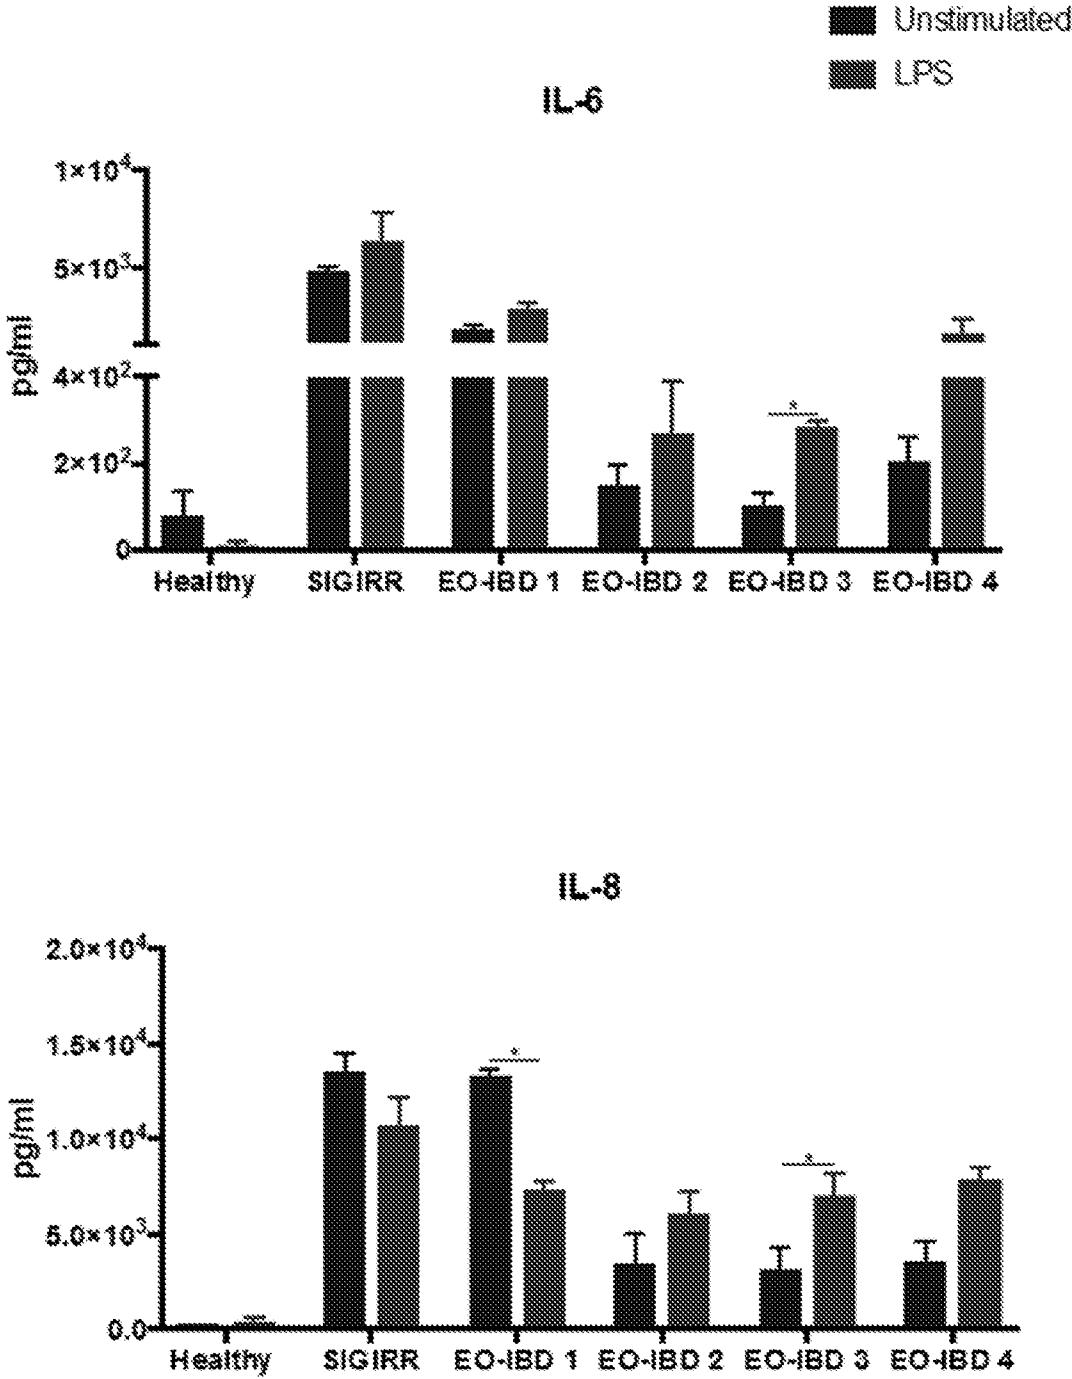 Unstimulated
LPS
IL-6
1×10⁴
5×10³
4×10²
2×10²
0
pg/ml
*
Healthy SIGIRR EO-IBD 1 EO-IBD 2 EO-IBD 3 EO-IBD 4
IL-8
2.0×10⁴
1.5×10⁴
1.0×10⁴
5.0×10³
0.0
pg/ml
*
*
Healthy SIGIRR EO-IBD 1 EO-IBD 2 EO-IBD 3 EO-IBD 4